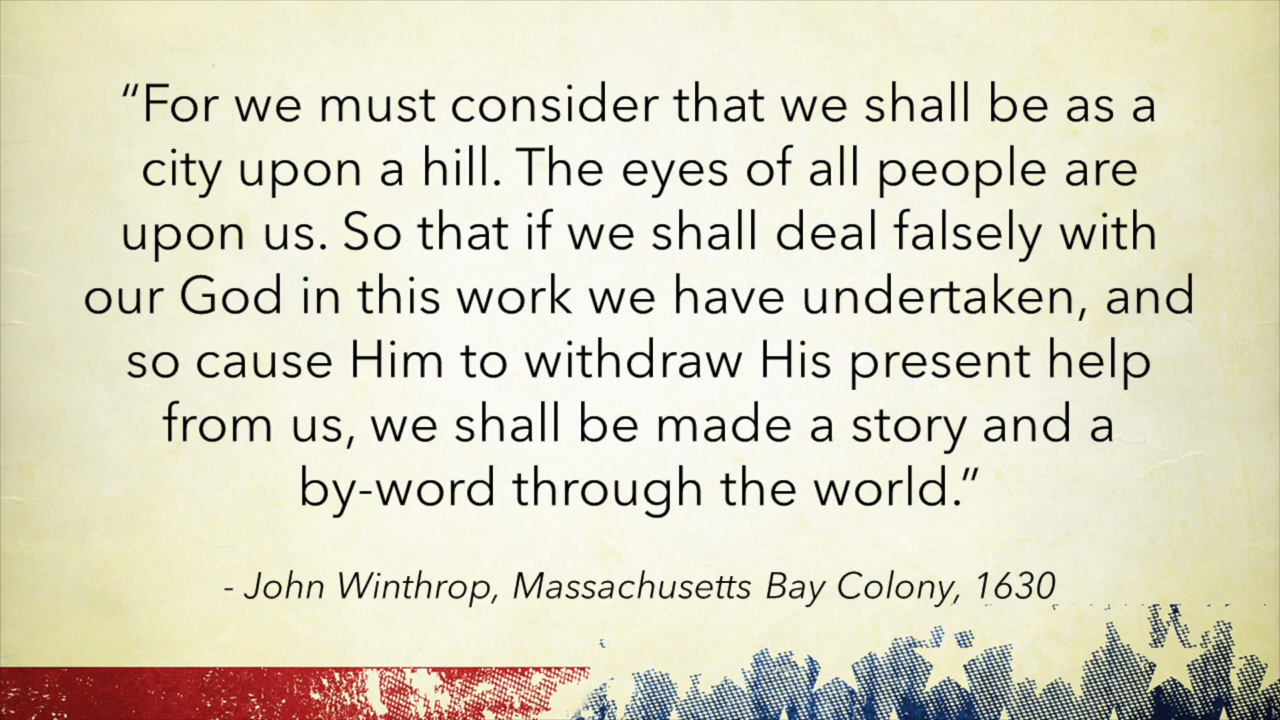 “For we must consider that we shall be as a
city upon a hill. The eyes of all people are
upon us. So that if we shall deal falsely with
our God in this work we have undertaken, and
so cause Him to withdraw His present help
from us, we shall be made a story and a
by-word through the world.”
- John Winthrop, Massachusetts Bay Colony, 1630